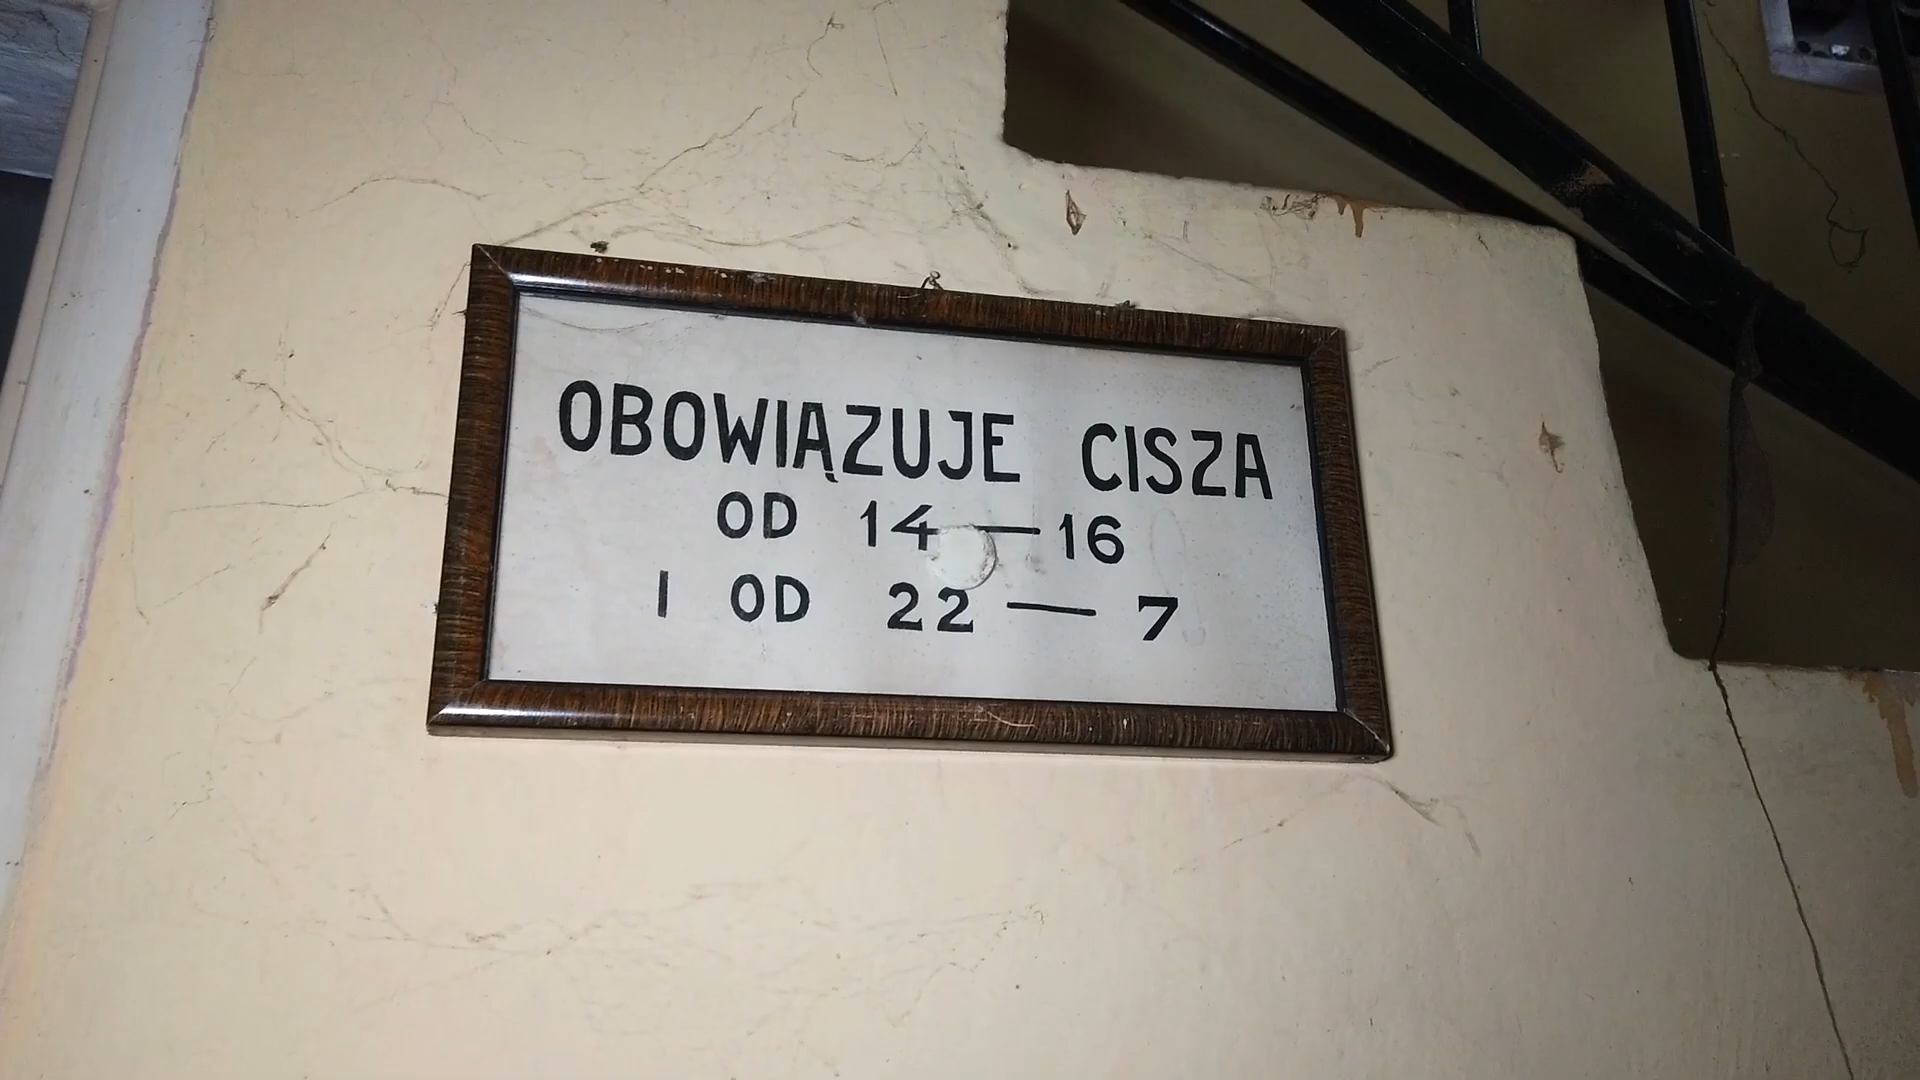 OBOWIĄZUJE CISZA
OD 14 — 16
I OD 22 — 7